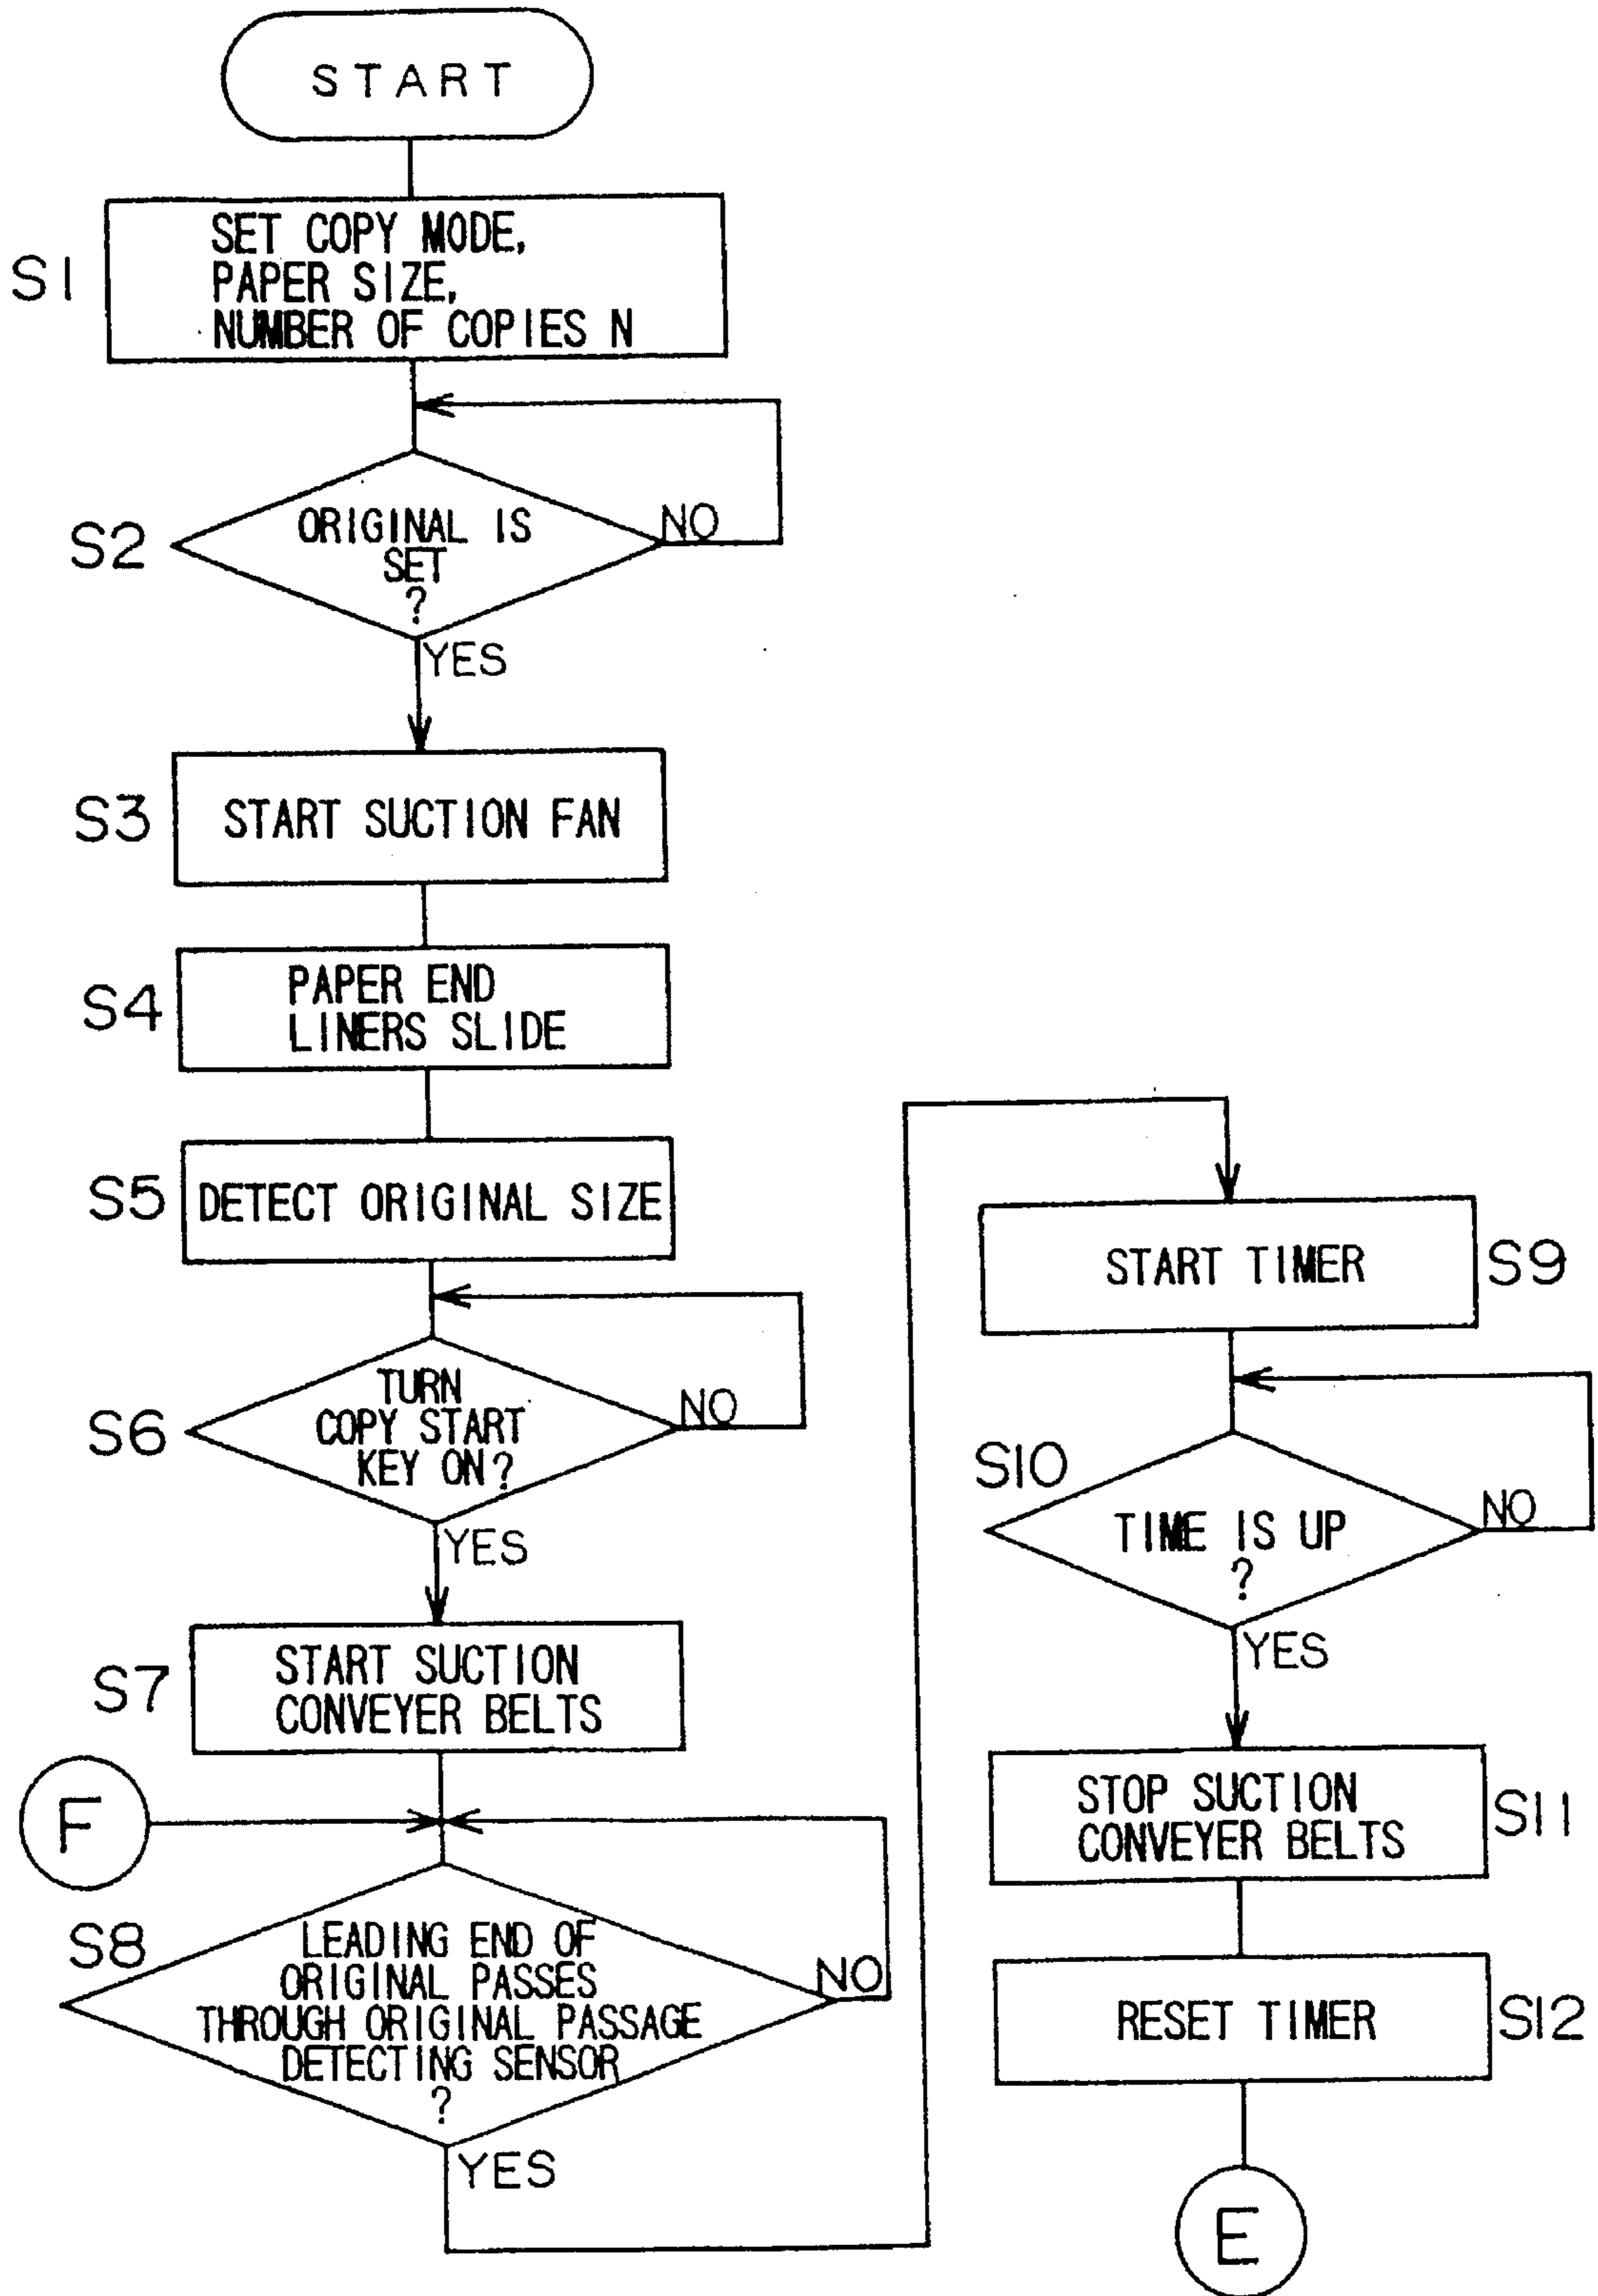 START
S1
SET COPY MODE,
PAPER SIZE,
NUMBER OF COPIES N
S2
ORIGINAL IS
SET
?
NO
YES
S3
START SUCTION FAN
S4
PAPER END
LINERS SLIDE
S5
DETECT ORIGINAL SIZE
S6
TURN
COPY START
KEY ON?
NO
YES
S7
START SUCTION
CONVEYER BELTS
F
S8
LEADING END OF
ORIGINAL PASSES
THROUGH ORIGINAL PASSAGE
DETECTING SENSOR
?
NO
YES
START TIMER
S9
S10
TIME IS UP
?
NO
YES
STOP SUCTION
CONVEYER BELTS
S11
RESET TIMER
S12
E